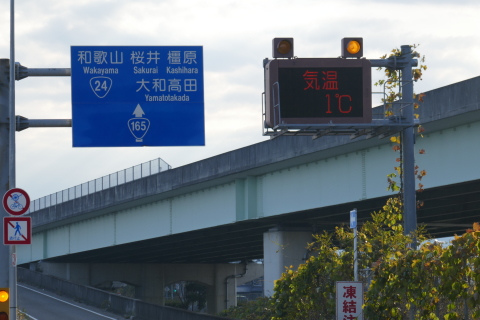 和歌山 桜井 橿原
Wakayama Sakurai Kashihara
24
大和高田
Yamatotakada
165
気温
1℃
凍結注